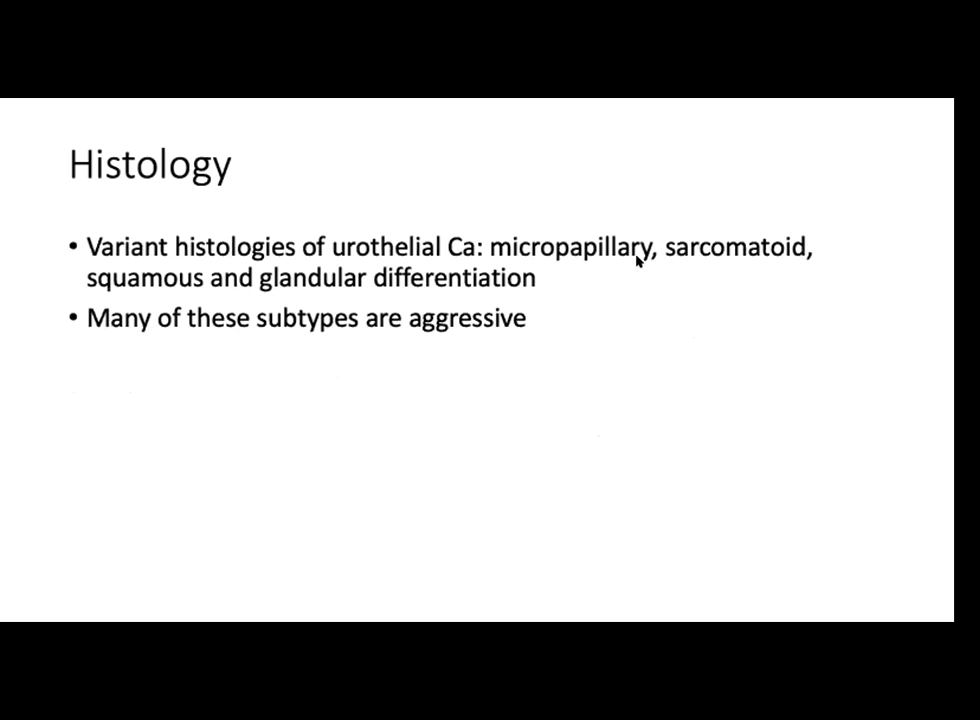 Histology
• Variant histologies of urothelial Ca: micropapillary, sarcomatoid,
squamous and glandular differentiation
• Many of these subtypes are aggressive